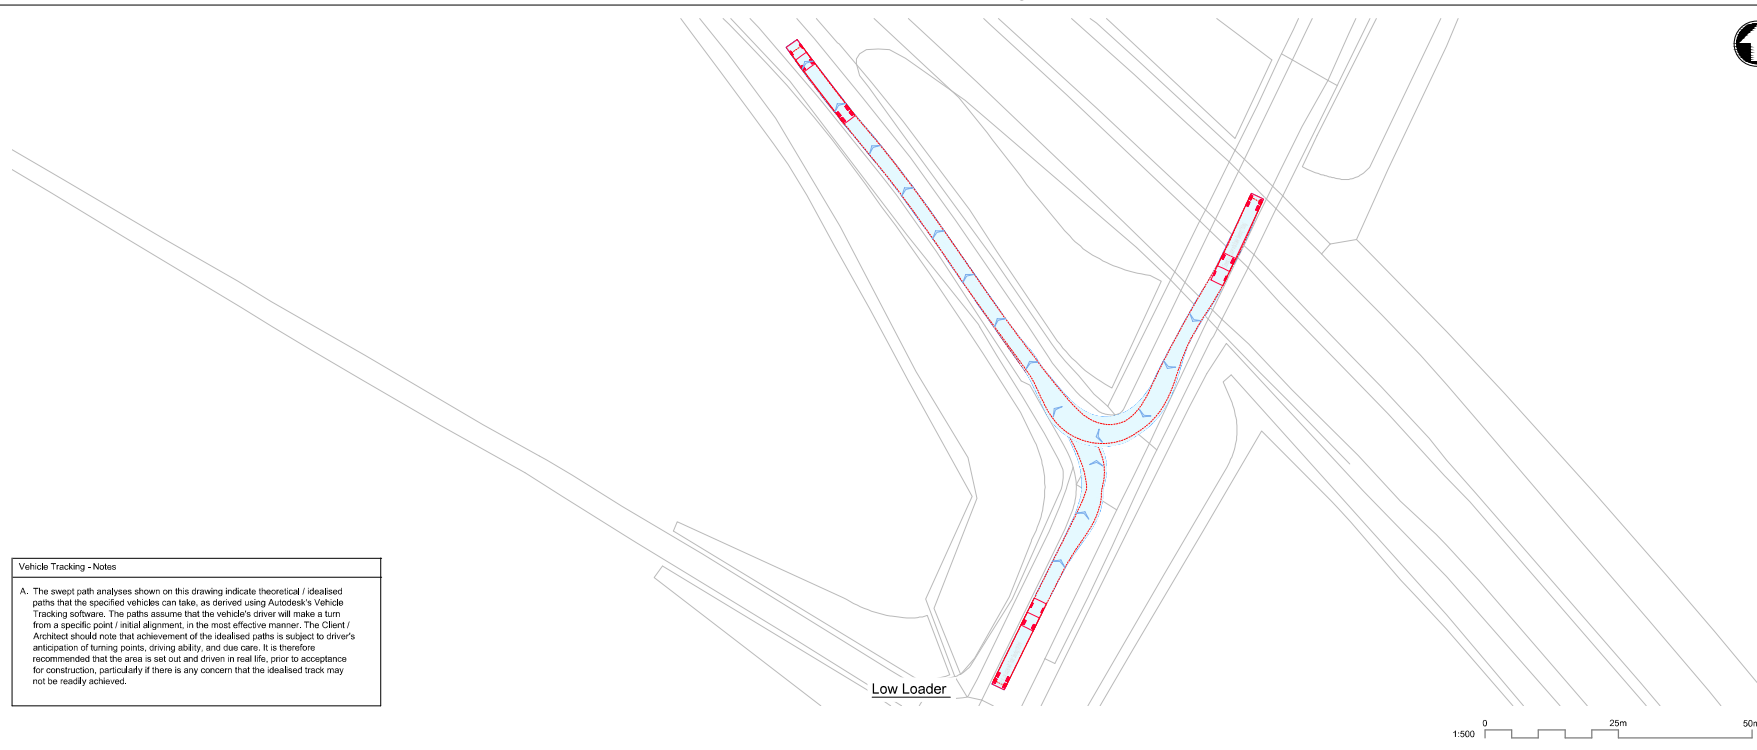 Vehicle Tracking - Notes
A. The swept path analyses shown on this drawing indicate theoretical / idealised
paths that the specified vehicles can take, as derived using Autodesk's Vehicle
Tracking software. The paths assume that the vehicle's driver will make a turn
from a specific point / initial alignment, in the most effective manner. The Client /
Architect should note that achievement of the idealised paths is subject to driver's
anticipation of turning points, driving ability, and due care. It is therefore
recommended that the area is set out and driven in real life, prior to acceptance
for construction, particularly if there is any concern that the idealised track may
not be readily achieved.
Low Loader
0 25m 50m
1:500